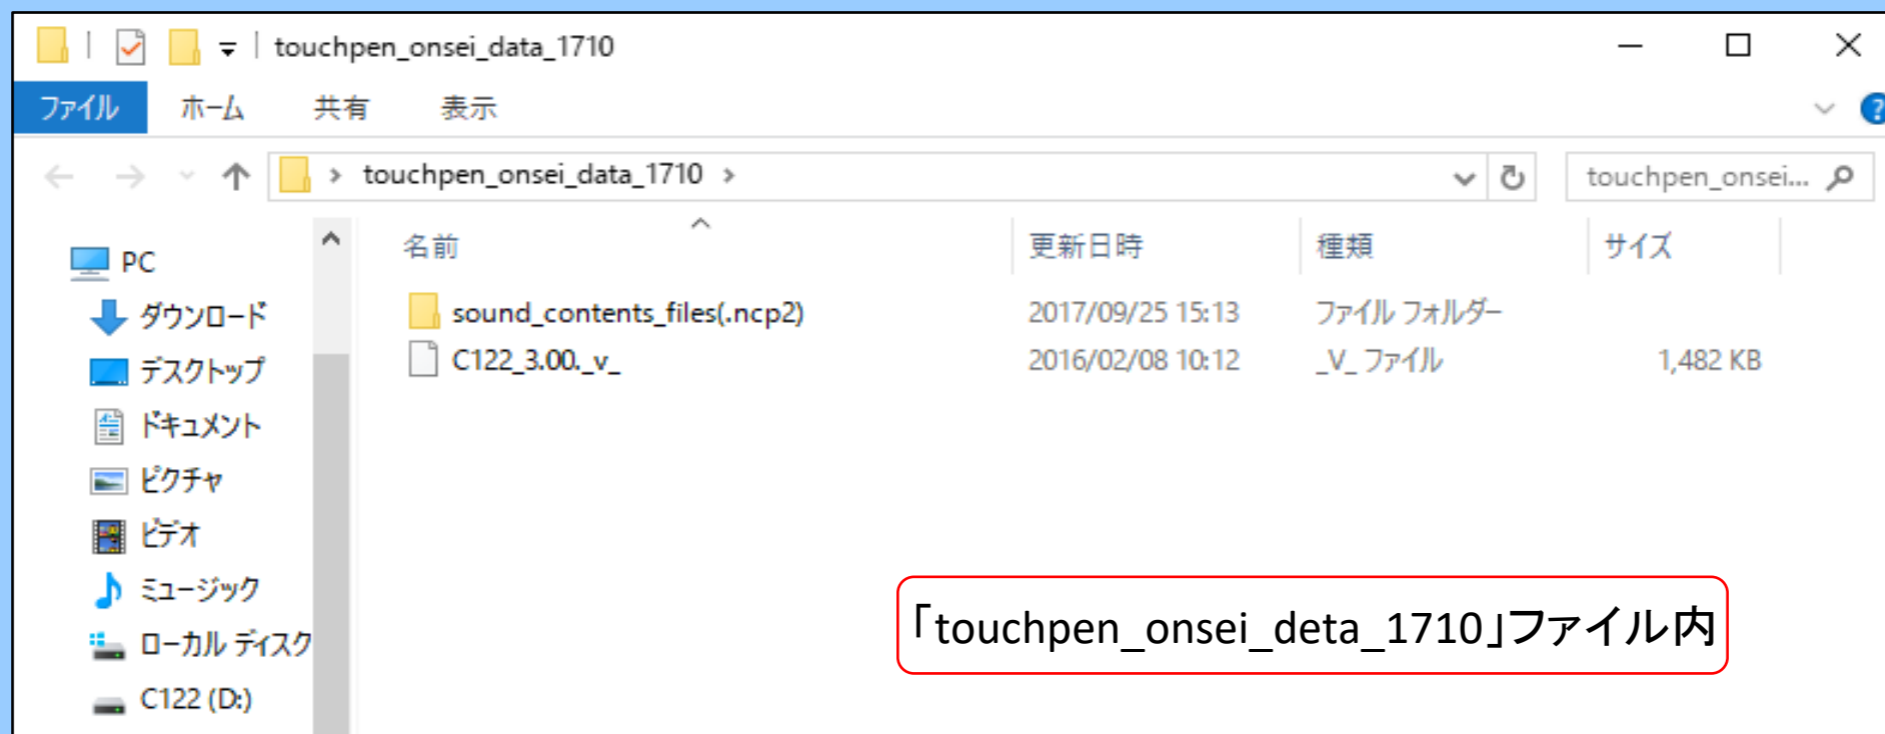 touchpen_onsei_data_1710
ファイル ホーム 共有 表示
touchpen_onsei_data_1710 touchpen_onsei...
PC
ダウンロード
デスクトップ
ドキュメント
ピクチャ
ビデオ
ミュージック
ローカル ディスク
C122 (D:)
名前 更新日時 種類 サイズ
sound_contents_files(.ncp2) 2017/09/25 15:13 ファイル フォルダー
C122_3.00._v_ 2016/02/08 10:12 _V_ ファイル 1,482 KB
「touchpen_onsei_deta_1710」ファイル内